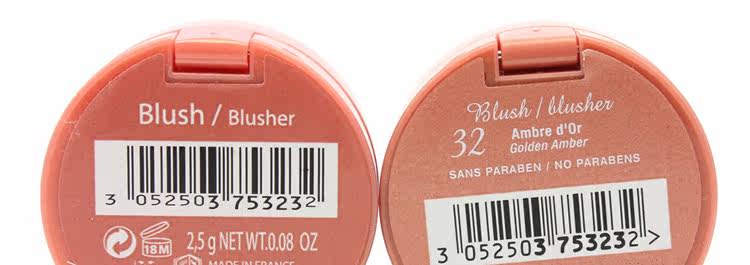 Blush / Blusher
3 052503 753232
18M
2,5 g NET WT.0.08 OZ
MADE IN FRANCE
Blush / blusher
32 Ambre d'Or
Golden Amber
SANS PARABEN / NO PARABENS
3 052503 753232 >